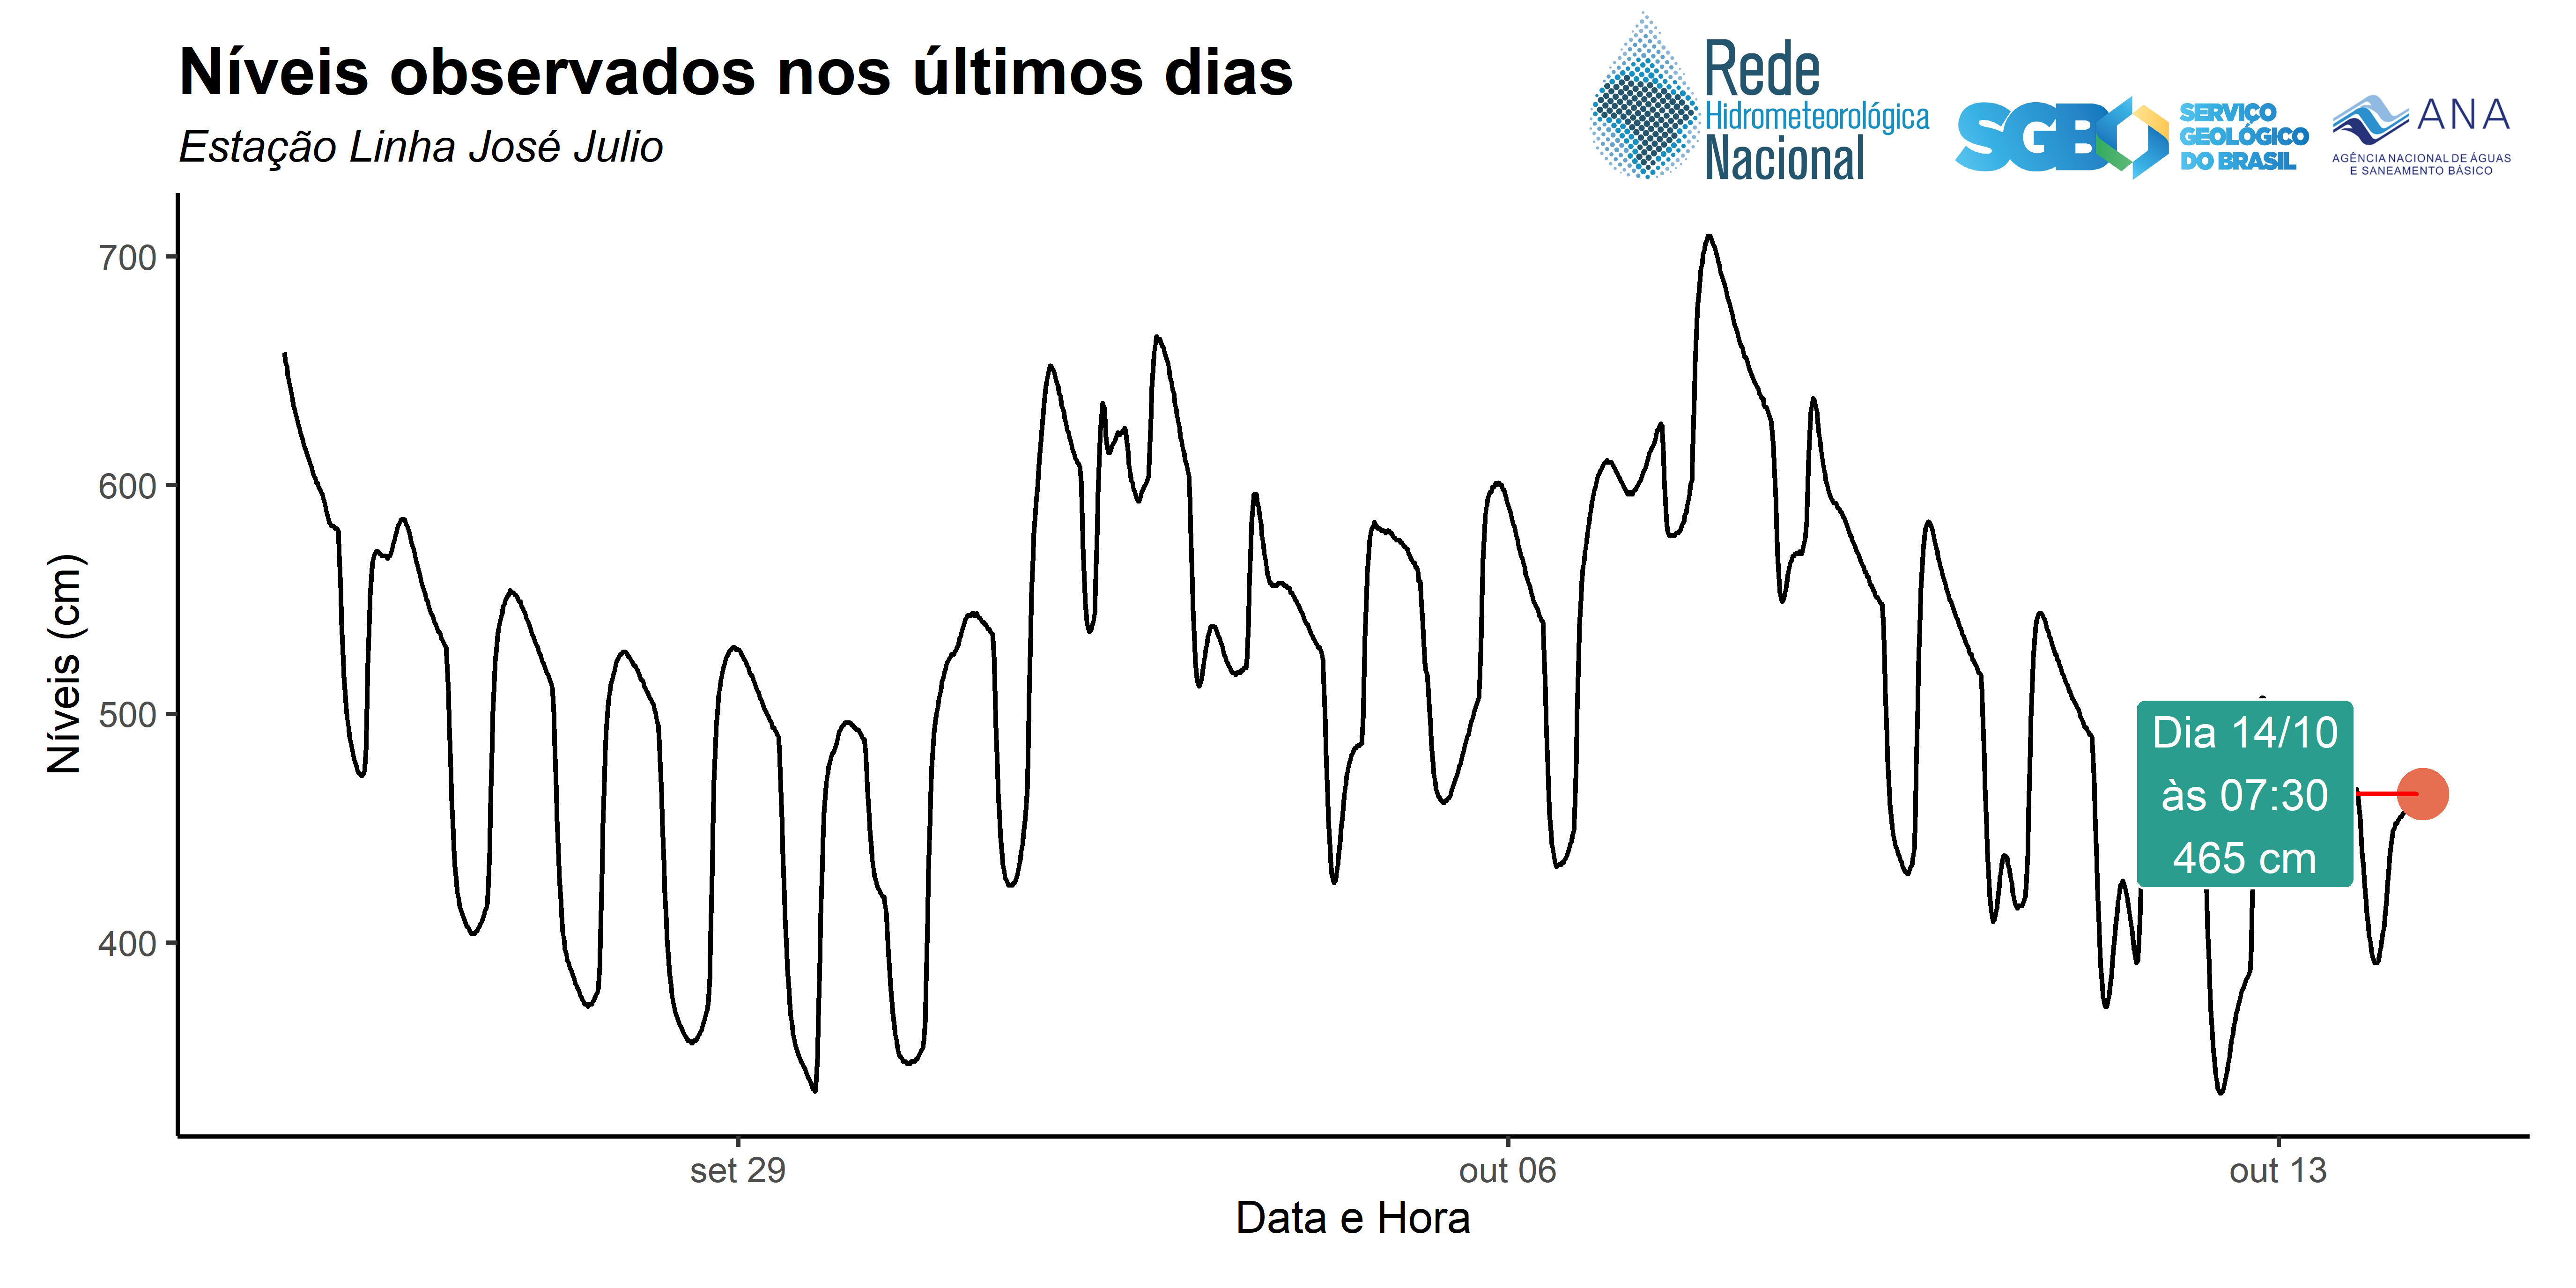 Níveis observados nos últimos dias
Estação Linha José Julio
Rede
Hidrometeorológica
Nacional
SGB
SERVIÇO
GEOLÓGICO
DO BRASIL
ANA
AGÊNCIA NACIONAL DE ÁGUAS
E SANEAMENTO BÁSICO
Níveis (cm)
700
600
500
400
Dia 14/10
às 07:30
465 cm
set 29
out 06
out 13
Data e Hora